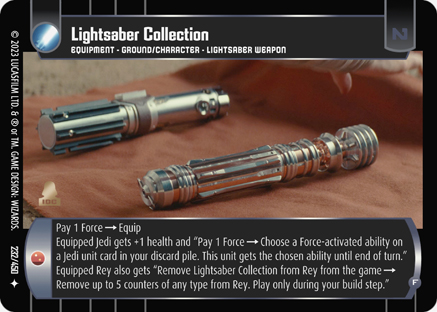 Lightsaber Collection
EQUIPMENT - GROUND/CHARACTER - LIGHTSABER WEAPON
N
© 2023 LUCASFILM LTD. & ® or TM. GAME DESIGN: WIZARDS.
222/450
Pay 1 Force → Equip
Equipped Jedi gets +1 health and “Pay 1 Force → Choose a Force-activated ability on
a Jedi unit card in your discard pile. This unit gets the chosen ability until end of turn.”
Equipped Rey also gets “Remove Lightsaber Collection from Rey from the game →
Remove up to 5 counters of any type from Rey. Play only during your build step.”
F